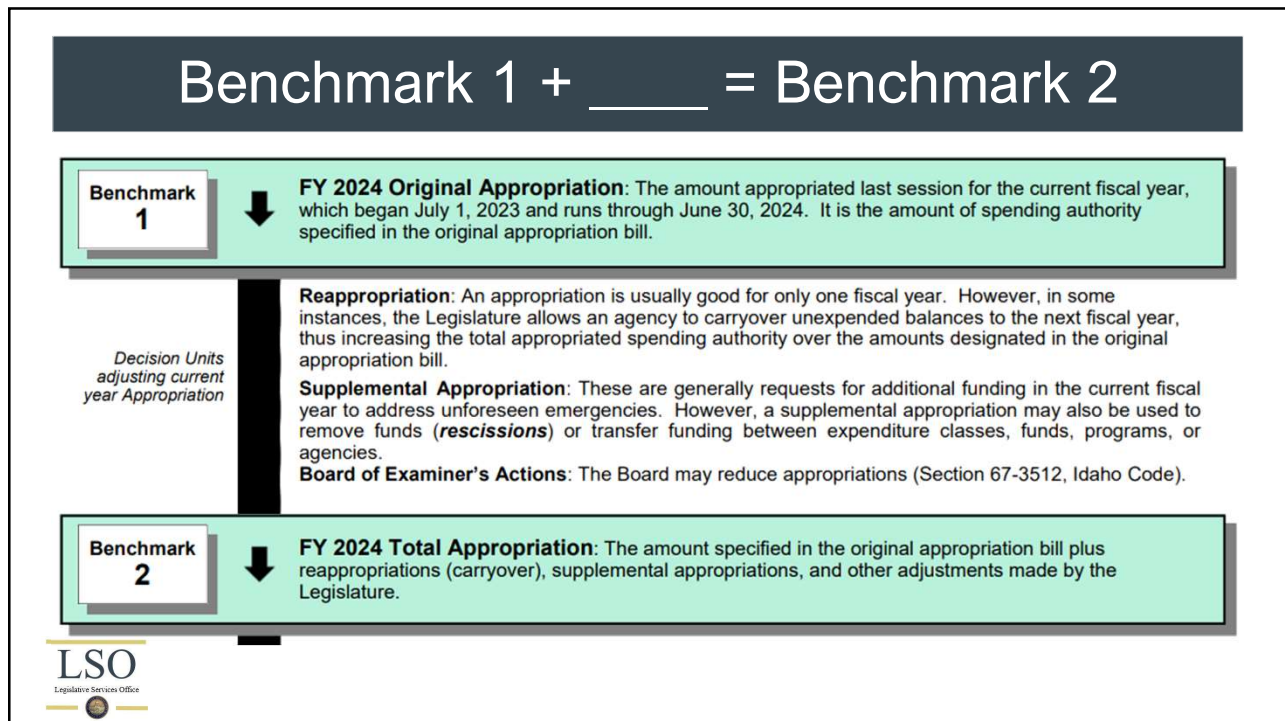 Benchmark 1 + ____ = Benchmark 2
Benchmark
1
FY 2024 Original Appropriation: The amount appropriated last session for the current fiscal year,
which began July 1, 2023 and runs through June 30, 2024. It is the amount of spending authority
specified in the original appropriation bill.
Decision Units
adjusting current
year Appropriation
Reappropriation: An appropriation is usually good for only one fiscal year. However, in some
instances, the Legislature allows an agency to carryover unexpended balances to the next fiscal year,
thus increasing the total appropriated spending authority over the amounts designated in the original
appropriation bill.
Supplemental Appropriation: These are generally requests for additional funding in the current fiscal
year to address unforeseen emergencies. However, a supplemental appropriation may also be used to
remove funds (rescissions) or transfer funding between expenditure classes, funds, programs, or
agencies.
Board of Examiner's Actions: The Board may reduce appropriations (Section 67-3512, Idaho Code).
Benchmark
2
FY 2024 Total Appropriation: The amount specified in the original appropriation bill plus
reappropriations (carryover), supplemental appropriations, and other adjustments made by the
Legislature.
LSO
Legislative Services Office